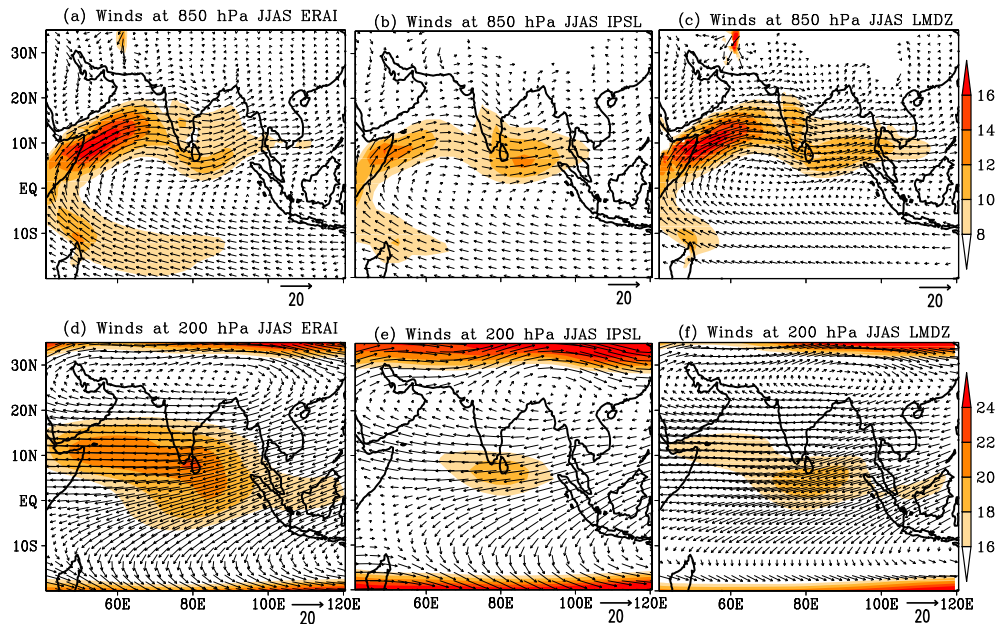 (a) Winds at 850 hPa JJAS ERAI
(b) Winds at 850 hPa JJAS IPSL
(c) Winds at 850 hPa JJAS LMDZ
30N
20N
10N
EQ
10S
20
20
20
16
14
12
10
8
(d) Winds at 200 hPa JJAS ERAI
(e) Winds at 200 hPa JJAS IPSL
(f) Winds at 200 hPa JJAS LMDZ
30N
20N
10N
EQ
10S
24
22
20
18
16
60E 80E 100E 120E
60E 80E 100E 120E
60E 80E 100E 120E
20
20
20